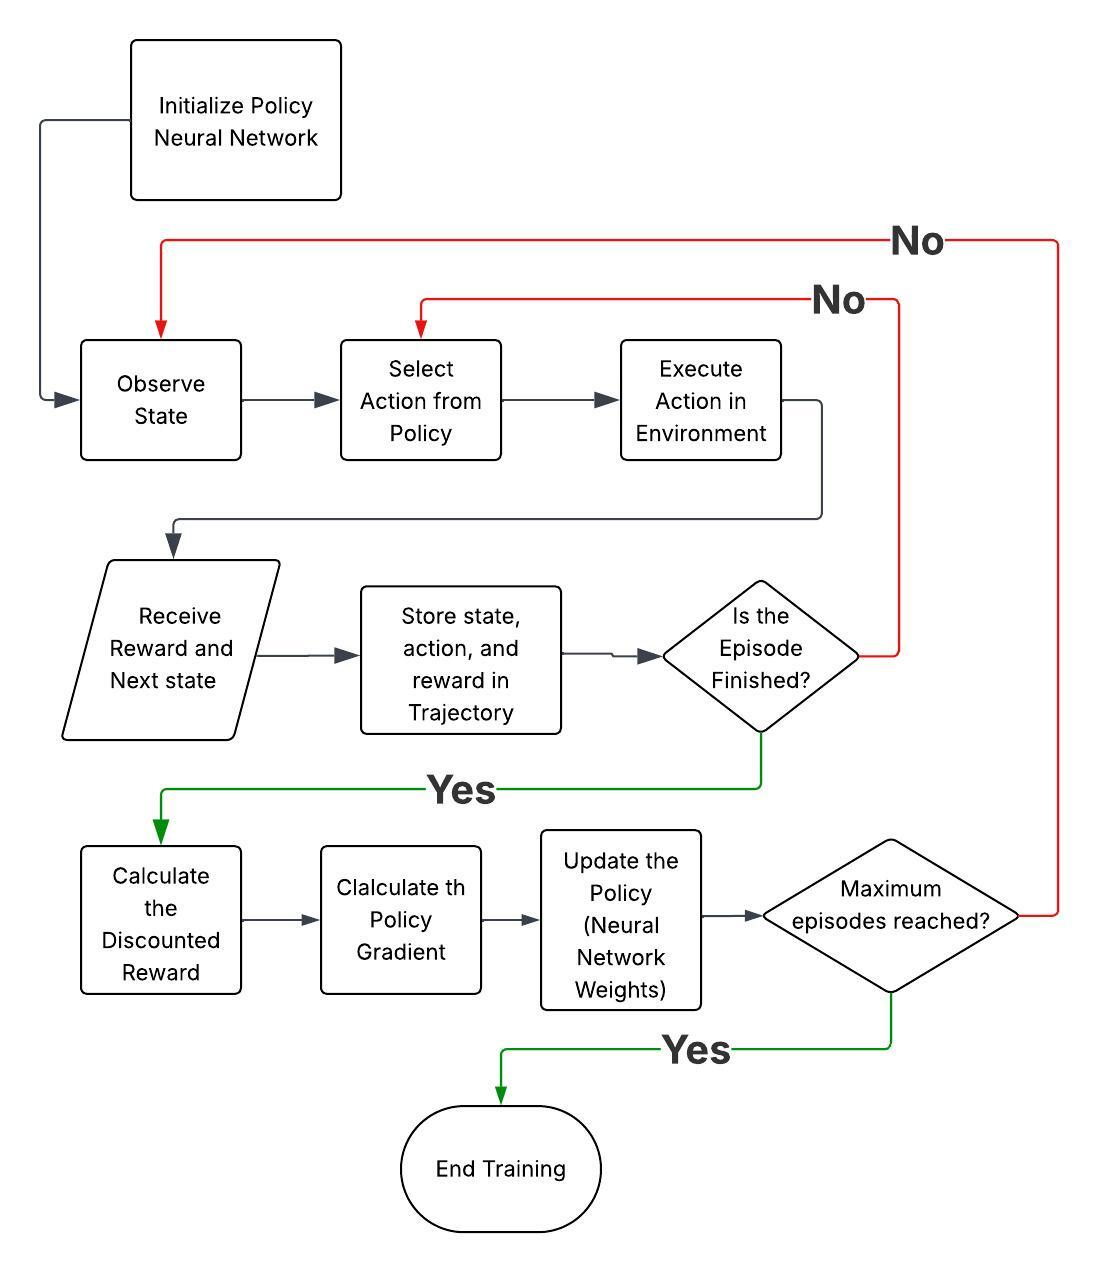 Initialize Policy
Neural Network
No
No
Observe
State
Select
Action from
Policy
Execute
Action in
Environment
Receive
Reward and
Next state
Store state,
action, and
reward in
Trajectory
Is the
Episode
Finished?
Yes
Calculate
the
Discounted
Reward
Clalculate th
Policy
Gradient
Update the
Policy
(Neural
Network
Weights)
Maximum
episodes reached?
Yes
End Training